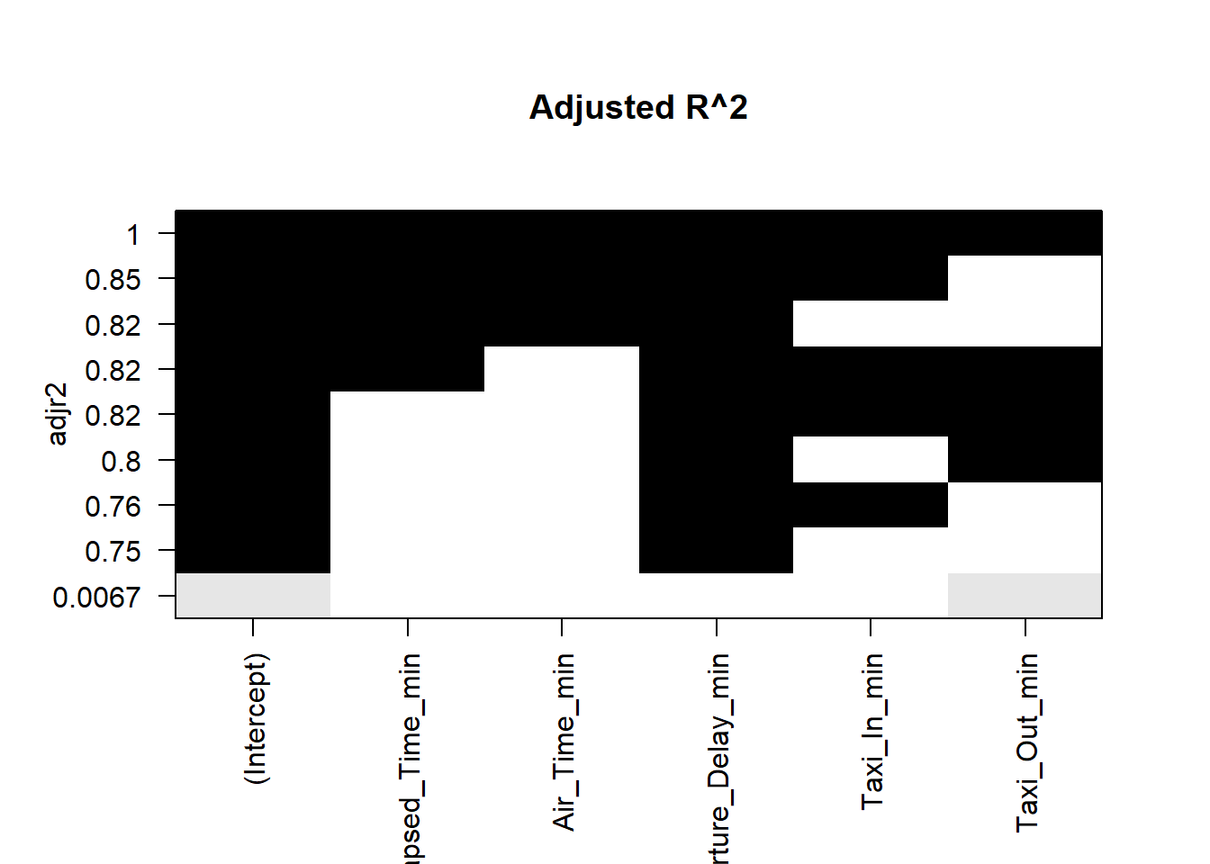 Adjusted R^2
adjr2
1
0.85
0.82
0.82
0.82
0.8
0.76
0.75
0.0067
(Intercept)
apsed_Time_min
Air_Time_min
rture_Delay_min
Taxi_In_min
Taxi_Out_min